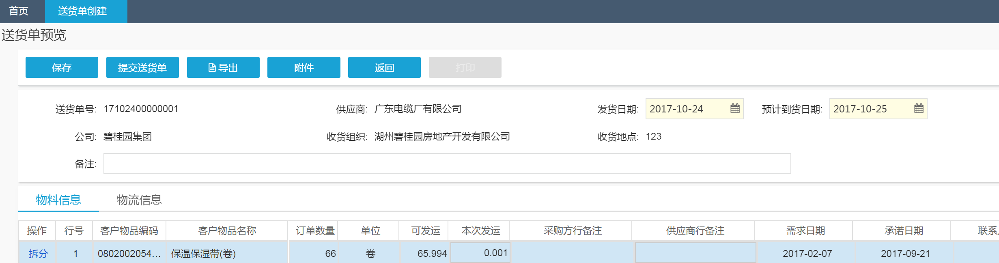 首页 送货单创建
送货单预览
保存 提交送货单 导出 附件 返回 打印
送货单号: 17102400000001 供应商: 广东电缆厂有限公司 发货日期: 2017-10-24 预计到货日期: 2017-10-25
公司: 碧桂园集团 收货组织: 湖州碧桂园房地产开发有限公司 收货地点: 123
备注:
物料信息 物流信息
操作 行号 客户物品编码 客户物品名称 订单数量 单位 可发运 本次发运 采购方行备注 供应商行备注 需求日期 承诺日期 联系
拆分 1 0802002054... 保温保湿带(卷) 66 卷 65.994 0.001 2017-02-07 2017-09-21